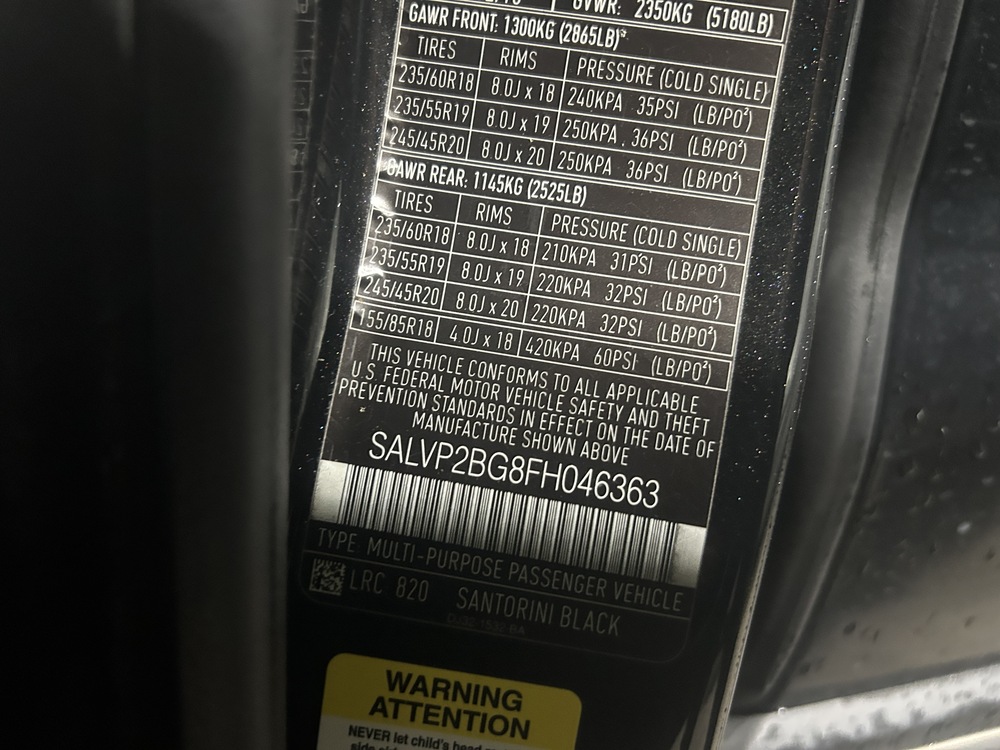 GVWR: 2350KG (5180LB)
GAWR FRONT: 1300KG (2865LB)
TIRES RIMS PRESSURE (COLD SINGLE)
235/60R18 8.0J x 18 240KPA 35PSI (LB/PO²)
235/55R19 8.0J x 19 250KPA 36PSI (LB/PO²)
245/45R20 8.0J x 20 250KPA 36PSI (LB/PO²)
GAWR REAR: 1145KG (2525LB)
TIRES RIMS PRESSURE (COLD SINGLE)
235/60R18 8.0J x 18 210KPA 31PSI (LB/PO²)
235/55R19 8.0J x 19 220KPA 32PSI (LB/PO²)
245/45R20 8.0J x 20 220KPA 32PSI (LB/PO²)
155/85R18 4.0J x 18 420KPA 60PSI (LB/PO²)
THIS VEHICLE CONFORMS TO ALL APPLICABLE
U.S FEDERAL MOTOR VEHICLE SAFETY AND THEFT
PREVENTION STANDARDS IN EFFECT ON THE DATE OF
MANUFACTURE SHOWN ABOVE
SALVP2BG8FH046363
TYPE: MULTI-PURPOSE PASSENGER VEHICLE
LRC 820 SANTORINI BLACK
WARNING
ATTENTION
NEVER let child's head
side